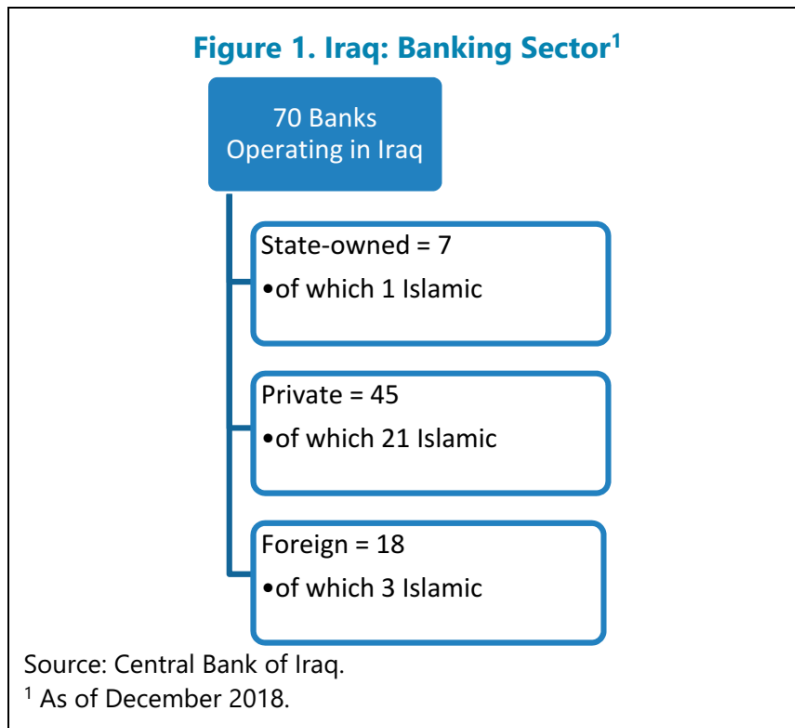 Figure 1. Iraq: Banking Sector¹
70 Banks
Operating in Iraq
State-owned = 7
•of which 1 Islamic
Private = 45
•of which 21 Islamic
Foreign = 18
•of which 3 Islamic
Source: Central Bank of Iraq.
¹ As of December 2018.